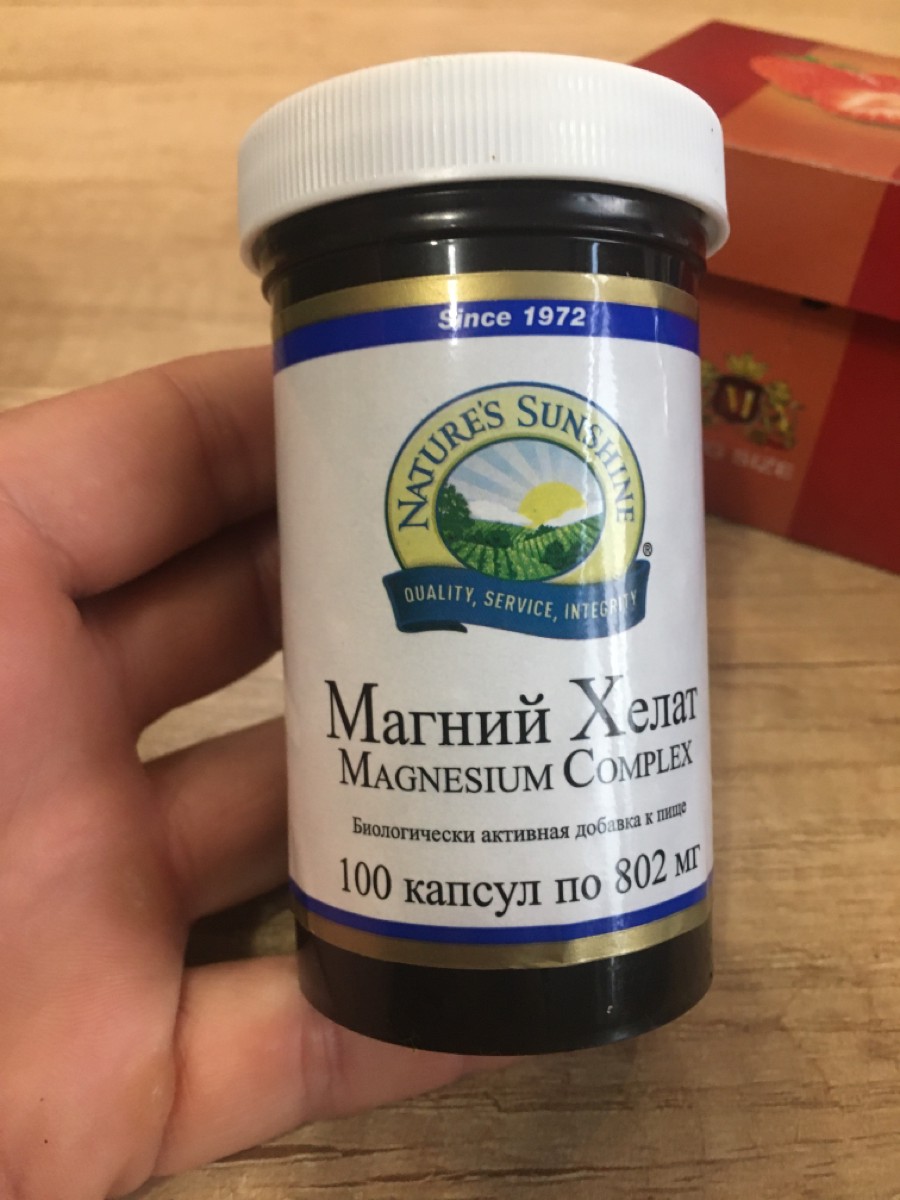 Since 1972
NATURE'S SUNSHINE
®
QUALITY, SERVICE, INTEGRITY
Магний Хелат
MAGNESIUM COMPLEX
Биологически активная добавка к пище
100 капсул по 802 мг
SIZE